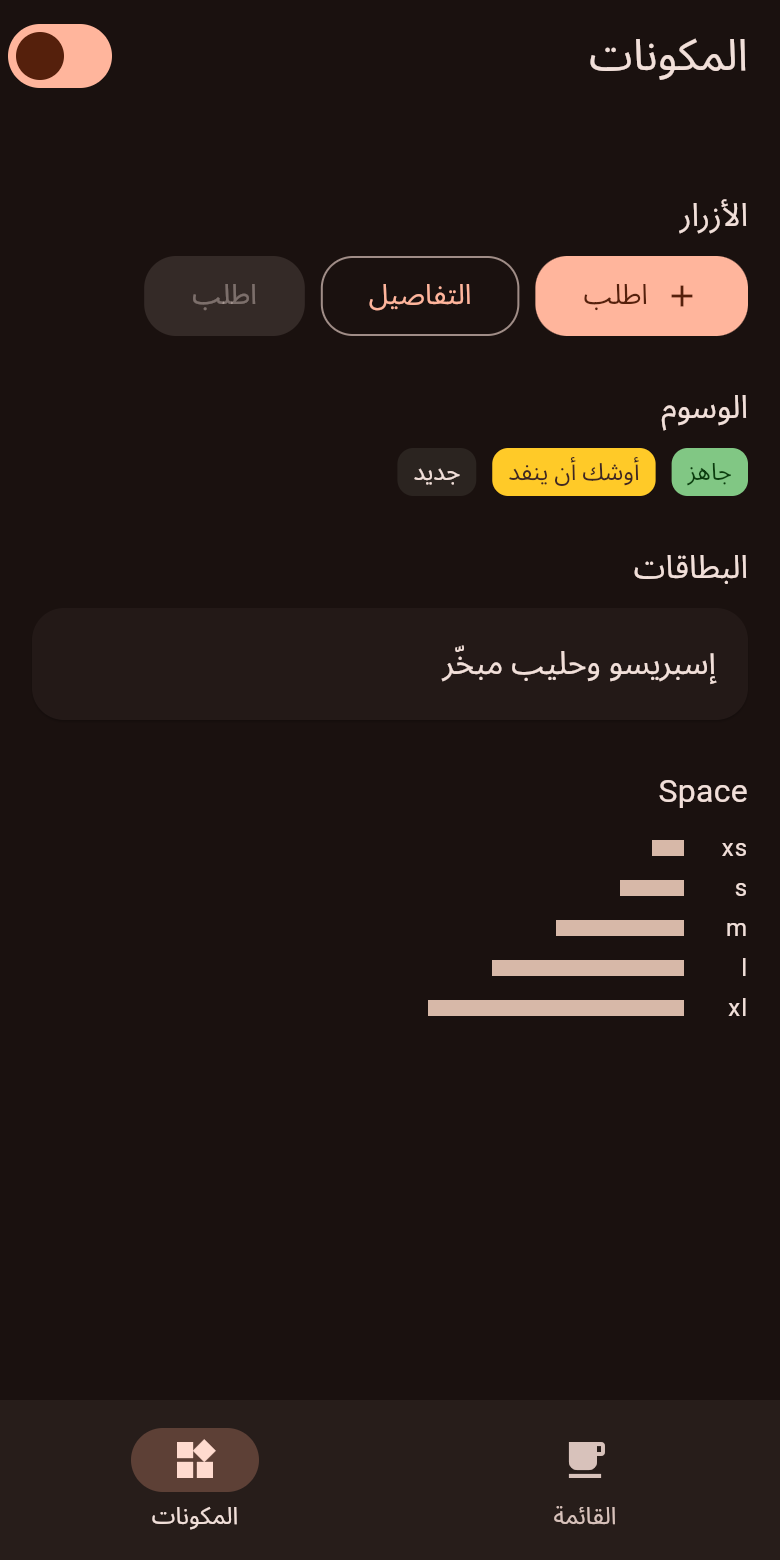 المكونات
الأزرار
اطلب
التفاصيل
اطلب
الوسوم
جاهز
أوشك أن ينفد
جديد
البطاقات
إسبريسو وحليب مبخّر
Space
xs
s
m
l
xl
القائمة
المكونات